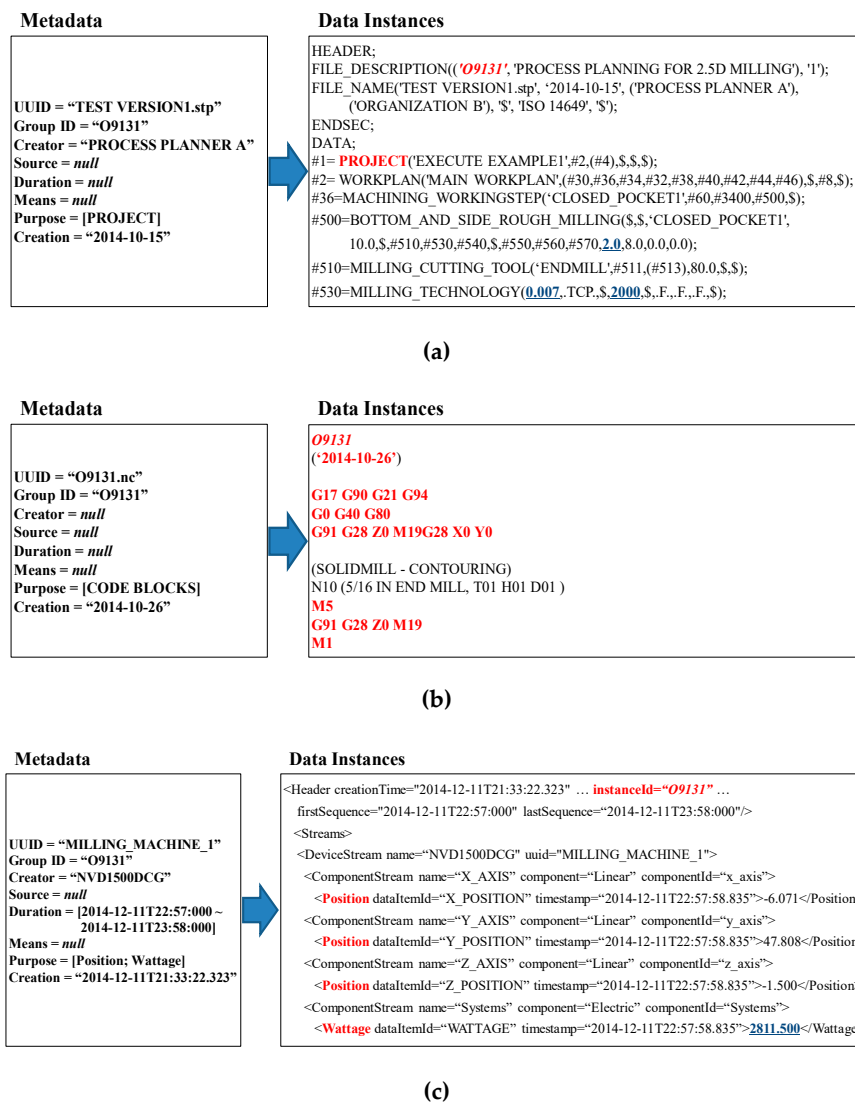 Metadata
Data Instances
UUID = “TEST VERSION1.stp”
Group ID = “O9131”
Creator = “PROCESS PLANNER A”
Source = null
Duration = null
Means = null
Purpose = [PROJECT]
Creation = “2014-10-15”
HEADER;
FILE_DESCRIPTION(('O9131', 'PROCESS PLANNING FOR 2.5D MILLING'), '1');
FILE_NAME('TEST VERSION1.stp', ‘2014-10-15', ('PROCESS PLANNER A'),
('ORGANIZATION B'), '$', 'ISO 14649', '$');
ENDSEC;
DATA;
#1= PROJECT('EXECUTE EXAMPLE1',#2,(#4),$,$,$);
#2= WORKPLAN('MAIN WORKPLAN',(#30,#36,#34,#32,#38,#40,#42,#44,#46),$,#8,$);
#36=MACHINING_WORKINGSTEP(‘CLOSED_POCKET1',#60,#3400,#500,$);
#500=BOTTOM_AND_SIDE_ROUGH_MILLING($,$,‘CLOSED_POCKET1',
10.0,$,#510,#530,#540,$,#550,#560,#570,2.0,8.0,0.0,0.0);
#510=MILLING_CUTTING_TOOL(‘ENDMILL',#511,(#513),80.0,$,$);
#530=MILLING_TECHNOLOGY(0.007,.TCP.,$,2000,$,.F.,.F.,.F.,$);
(a)
Metadata
Data Instances
UUID = “O9131.nc”
Group ID = “O9131”
Creator = null
Source = null
Duration = null
Means = null
Purpose = [CODE BLOCKS]
Creation = “2014-10-26”
O9131
(‘2014-10-26’)
G17 G90 G21 G94
G0 G40 G80
G91 G28 Z0 M19G28 X0 Y0
(SOLIDMILL - CONTOURING)
N10 (5/16 IN END MILL, T01 H01 D01 )
M5
G91 G28 Z0 M19
M1
(b)
Metadata
Data Instances
UUID = “MILLING_MACHINE_1”
Group ID = “O9131”
Creator = “NVD1500DCG”
Source = null
Duration = [2014-12-11T22:57:000 ~
2014-12-11T23:58:000]
Means = null
Purpose = [Position; Wattage]
Creation = “2014-12-11T21:33:22.323”
<Header creationTime="2014-12-11T21:33:22.323" … instanceId=“O9131” …
firstSequence="2014-12-11T22:57:000" lastSequence=“2014-12-11T23:58:000"/>
<Streams>
<DeviceStream name=“NVD1500DCG" uuid="MILLING_MACHINE_1">
<ComponentStream name=“X_AXIS” component=“Linear” componentId=“x_axis”>
<Position dataItemId=“X_POSITION” timestamp=“2014-12-11T22:57:58.835”>-6.071</Position
<ComponentStream name=“Y_AXIS” component=“Linear” componentId=“y_axis”>
<Position dataItemId=“Y_POSITION” timestamp=“2014-12-11T22:57:58.835”>47.808</Position
<ComponentStream name=“Z_AXIS” component=“Linear” componentId=“z_axis”>
<Position dataItemId=“Z_POSITION” timestamp=“2014-12-11T22:57:58.835”>-1.500</Position
<ComponentStream name=“Systems” component=“Electric” componentId=“Systems”>
<Wattage dataItemId=“WATTAGE” timestamp=“2014-12-11T22:57:58.835”>2811.500</Wattage
(c)